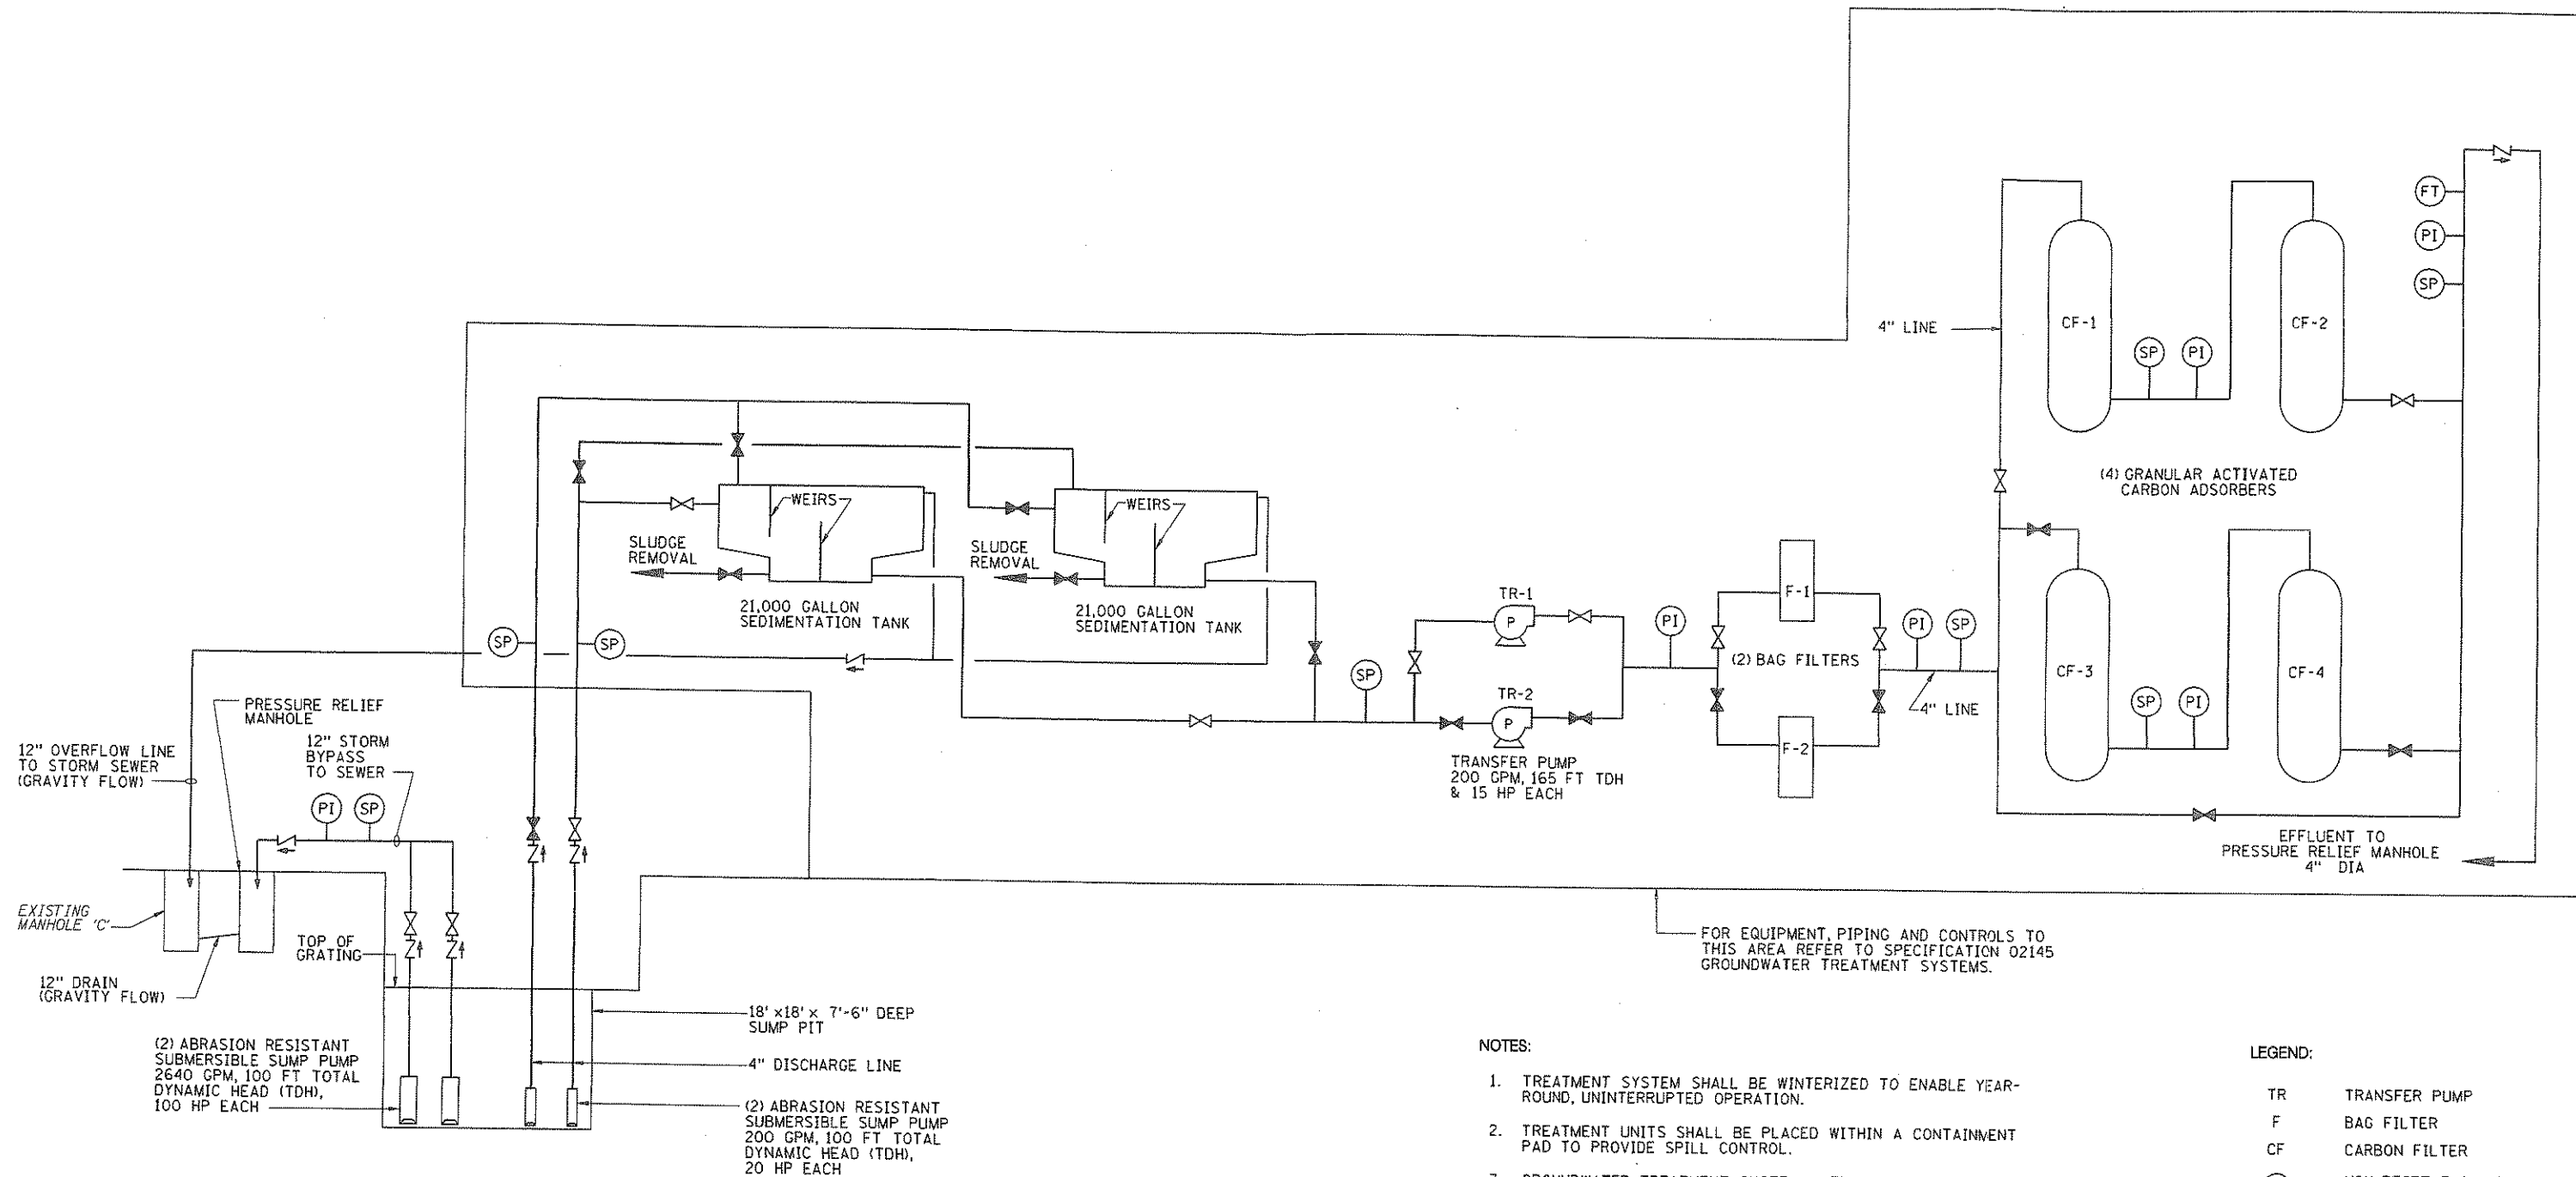 FT
PI
SP
4" LINE
CF-1
CF-2
SP
PI
(4) GRANULAR ACTIVATED
CARBON ADSORBERS
WEIRS
WEIRS
SLUDGE
REMOVAL
SLUDGE
REMOVAL
21,000 GALLON
SEDIMENTATION TANK
21,000 GALLON
SEDIMENTATION TANK
SP
SP
TR-1
P
TR-2
P
SP
TRANSFER PUMP
200 GPM, 165 FT TDH
& 15 HP EACH
PI
F-1
(2) BAG FILTERS
F-2
PI
SP
4" LINE
CF-3
CF-4
SP
PI
EFFLUENT TO
PRESSURE RELIEF MANHOLE
4" DIA
PRESSURE RELIEF
MANHOLE
12" OVERFLOW LINE
TO STORM SEWER
(GRAVITY FLOW)
12" STORM
BYPASS
TO SEWER
PI
SP
EXISTING
MANHOLE 'C'
TOP OF
GRATING
12" DRAIN
(GRAVITY FLOW)
FOR EQUIPMENT, PIPING AND CONTROLS TO
THIS AREA REFER TO SPECIFICATION 02145
GROUNDWATER TREATMENT SYSTEMS.
18' x18' x 7'-6" DEEP
SUMP PIT
4" DISCHARGE LINE
(2) ABRASION RESISTANT
SUBMERSIBLE SUMP PUMP
2640 GPM, 100 FT TOTAL
DYNAMIC HEAD (TDH),
100 HP EACH
(2) ABRASION RESISTANT
SUBMERSIBLE SUMP PUMP
200 GPM, 100 FT TOTAL
DYNAMIC HEAD (TDH),
20 HP EACH
NOTES:
1. TREATMENT SYSTEM SHALL BE WINTERIZED TO ENABLE YEAR-
ROUND, UNINTERRUPTED OPERATION.
2. TREATMENT UNITS SHALL BE PLACED WITHIN A CONTAINMENT
PAD TO PROVIDE SPILL CONTROL.
LEGEND:
TR TRANSFER PUMP
F BAG FILTER
CF CARBON FILTER